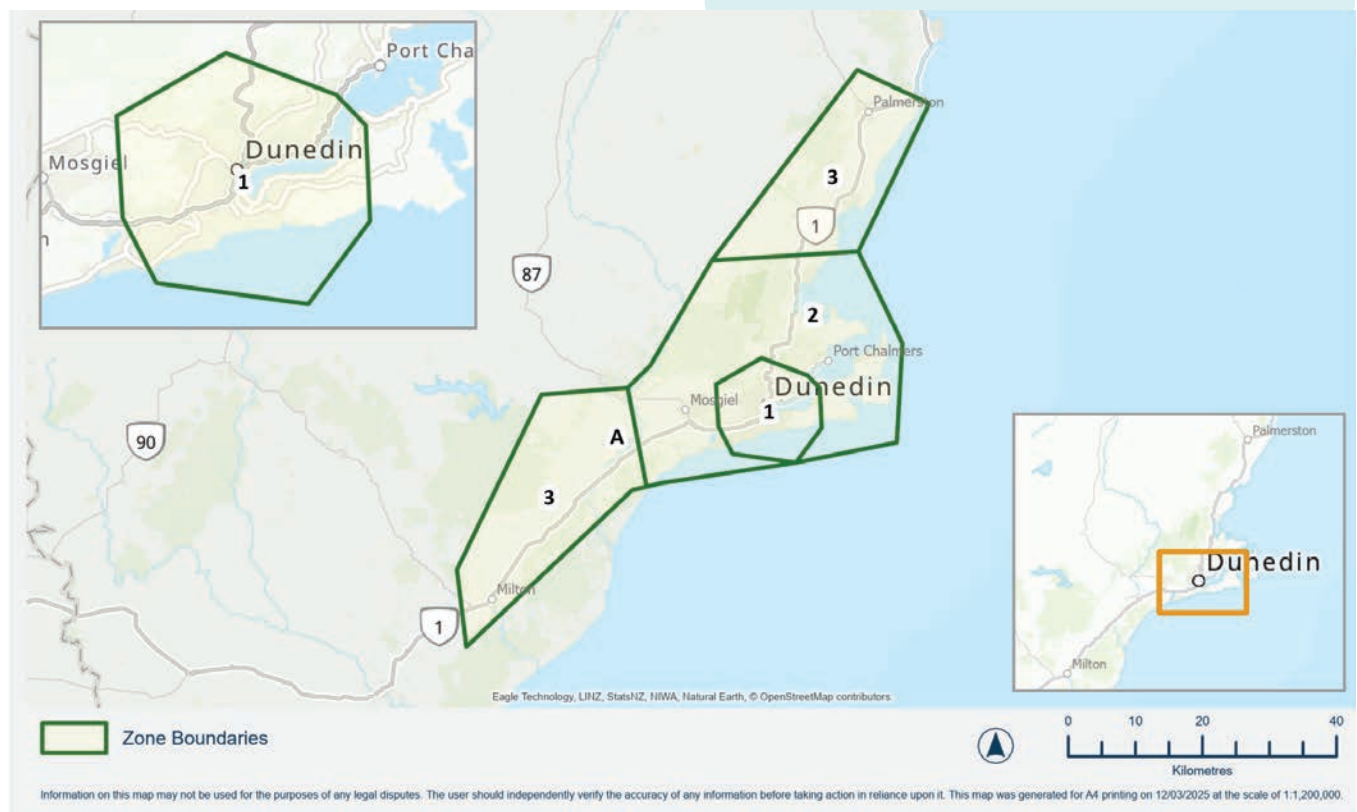 Port Cha
Mosgiel
Dunedin
1
n
Palmerston
3
1
87
2
Port Chalmers
Mosgiel
Dunedin
1
A
90
3
Milton
1
Palmerston
Dunedin
Milton
Eagle Technology, LINZ, StatsNZ, NIWA, Natural Earth, © OpenStreetMap contributors.
Zone Boundaries
0 10 20 40
Kilometres
Information on this map may not be used for the purposes of any legal disputes. The user should independently verify the accuracy of any information before taking action in reliance upon it. This map was generated for A4 printing on 12/03/2025 at the scale of 1:1,200,000.